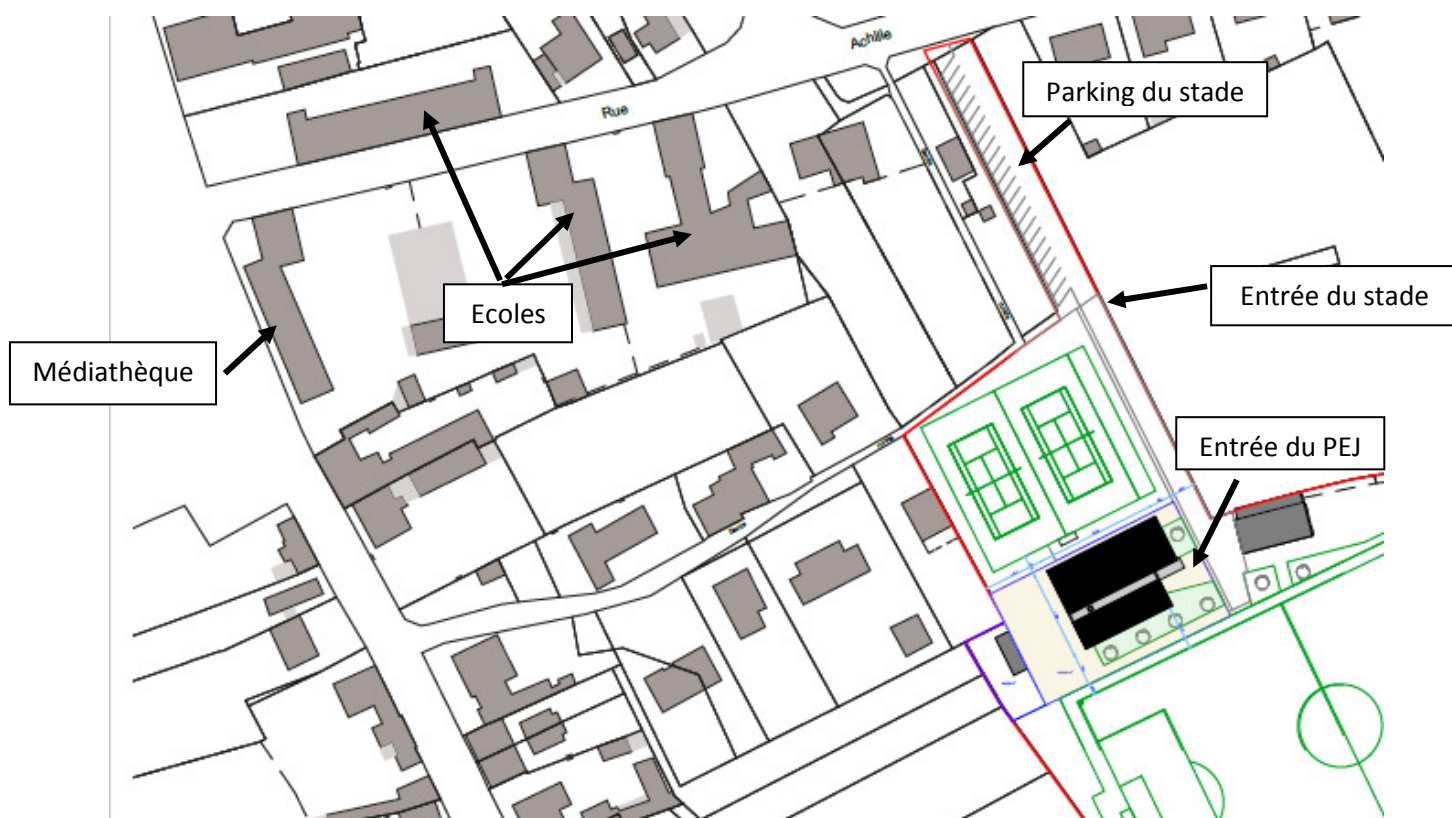 Achille
Parking du stade
Rue
Entrée du stade
Ecoles
Médiathèque
Entrée du PEJ